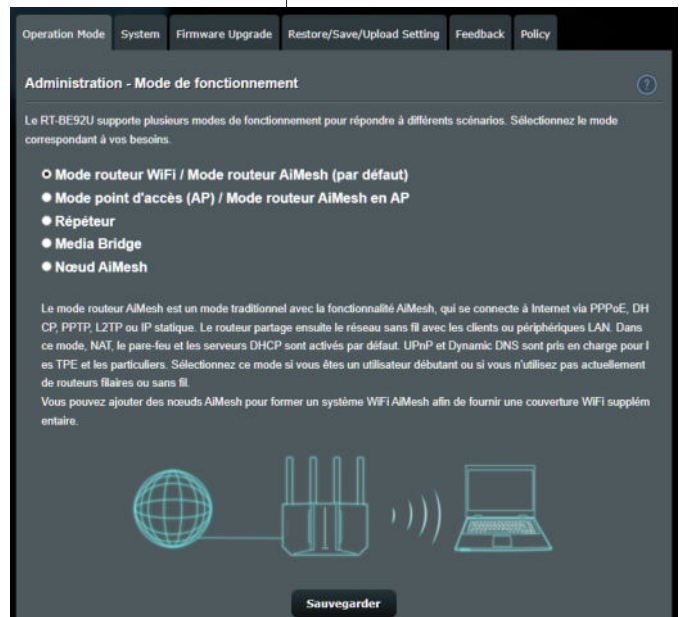 Operation Mode System Firmware Upgrade Restore/Save/Upload Setting Feedback Policy
Administration - Mode de fonctionnement
?
Le RT-BE92U supporte plusieurs modes de fonctionnement pour répondre à différents scénarios. Sélectionnez le mode
correspondant à vos besoins.
Mode routeur WiFi / Mode routeur AiMesh (par défaut)
Mode point d'accès (AP) / Mode routeur AiMesh en AP
Répéteur
Media Bridge
Nœud AiMesh
Le mode routeur AiMesh est un mode traditionnel avec la fonctionnalité AiMesh, qui se connecte à Internet via PPPoE, DH
CP, PPTP, L2TP ou IP statique. Le routeur partage ensuite le réseau sans fil avec les clients ou périphériques LAN. Dans
ce mode, NAT, le pare-feu et les serveurs DHCP sont activés par défaut. UPnP et Dynamic DNS sont pris en charge pour l
es TPE et les particuliers. Sélectionnez ce mode si vous êtes un utilisateur débutant ou si vous n'utilisez pas actuellement
de routeurs filaires ou sans fil.
Vous pouvez ajouter des nœuds AiMesh pour former un système WiFi AiMesh afin de fournir une couverture WiFi supplém
entaire.
Sauvegarder